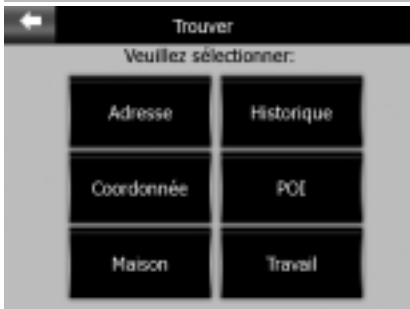 Trouver
Veuillez sélectionner:
Adresse
Historique
Coordonnée
POI
Maison
Travail